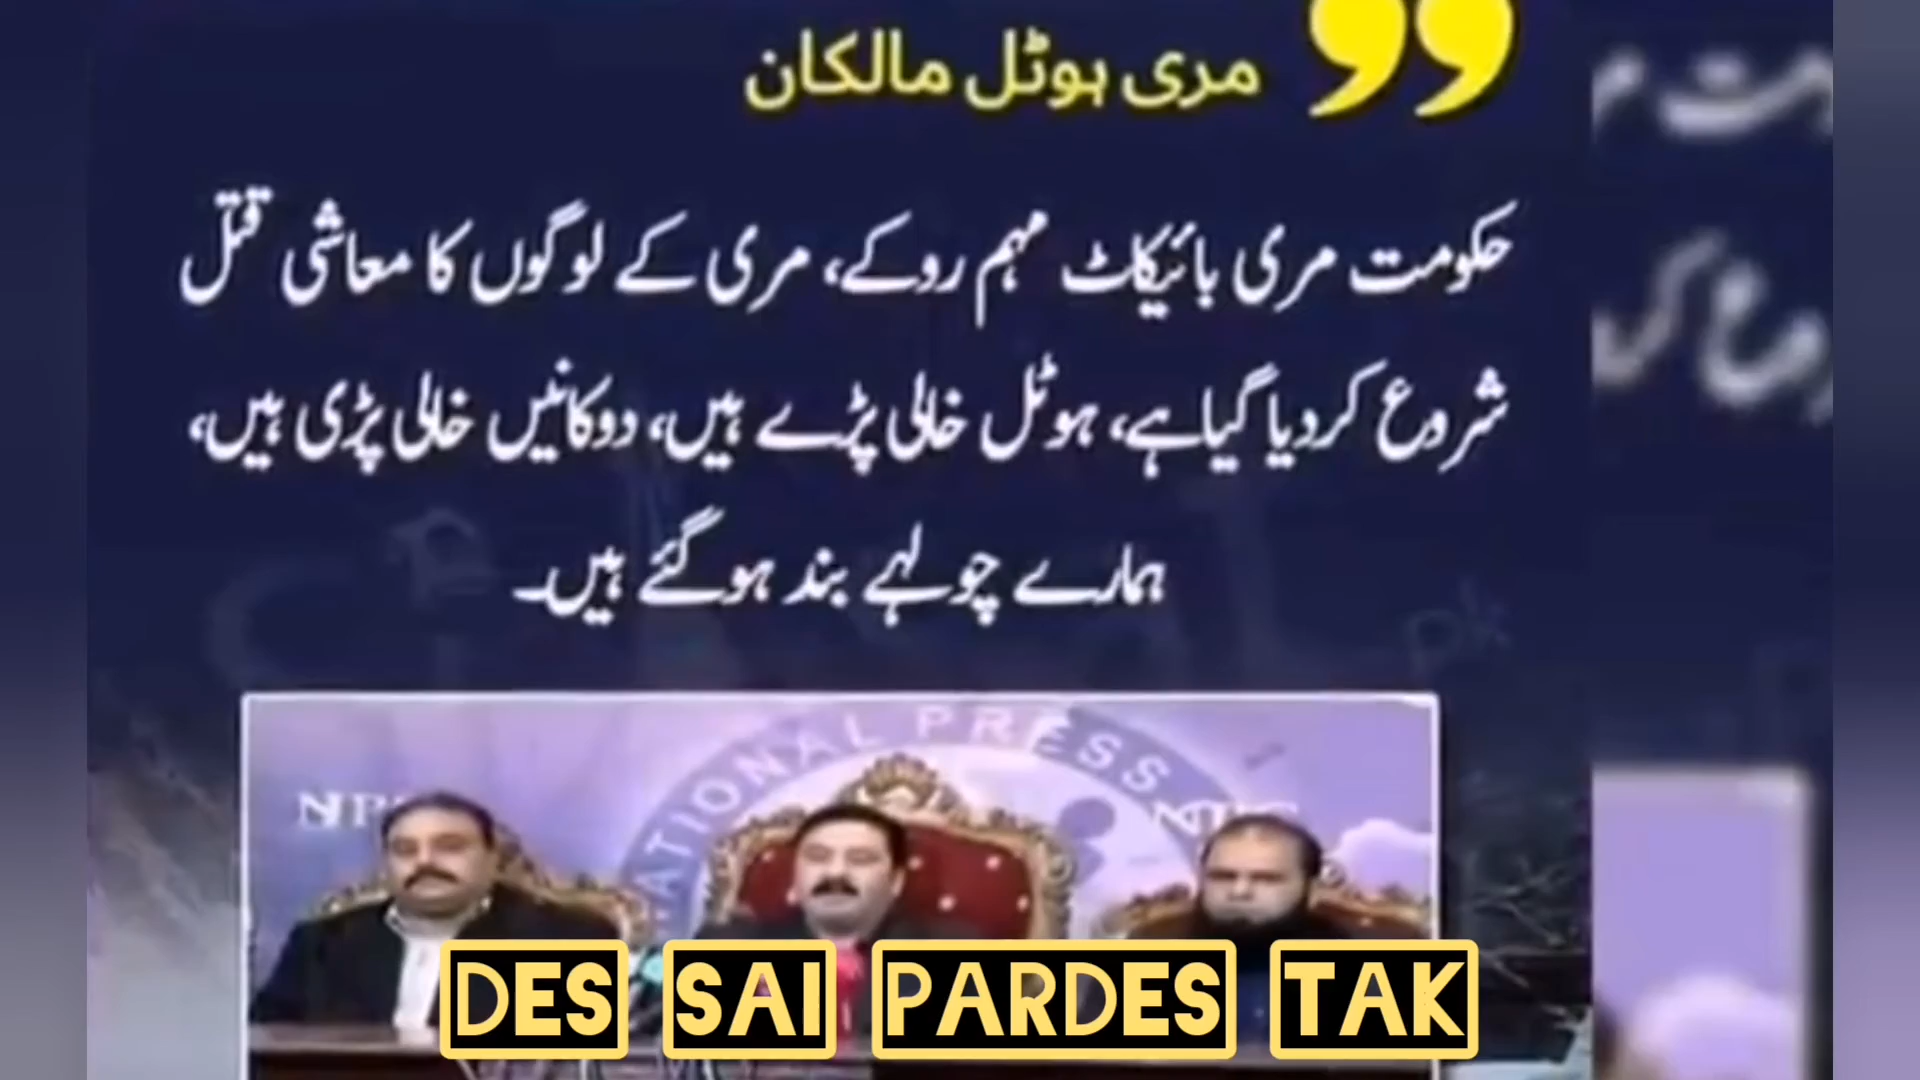 مری ہوٹل مالکان
حکومت مری بائیکاٹ مہم روکے، مری کے لوگوں کا معاشی قتل
شروع کردیا گیا ہے، ہوٹل خالی پڑے ہیں، دوکانیں خالی پڑی ہیں،
ہمارے چولہے بند ہوگئے ہیں۔
NATIONAL PRESS
DES SAI PARDES TAK